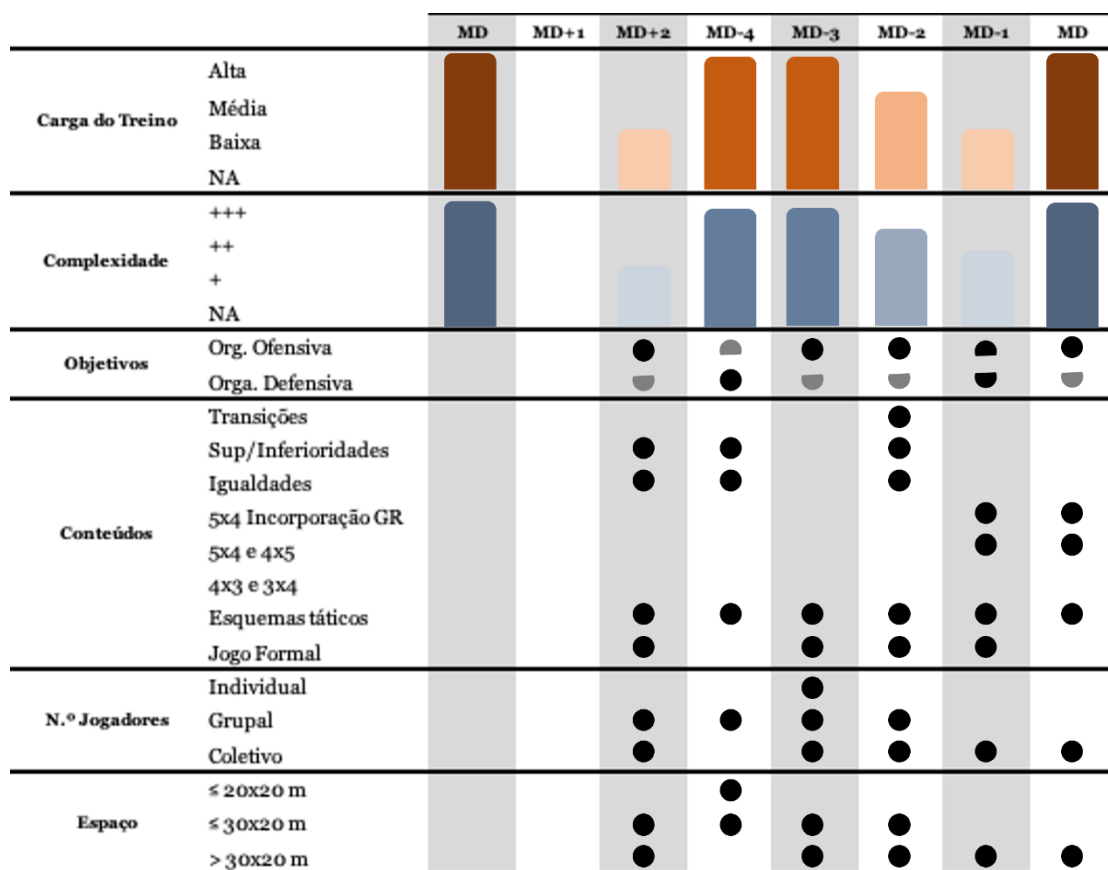 MD MD+1 MD+2 MD-4 MD-3 MD-2 MD-1 MD
Carga do Treino
Alta
Média
Baixa
NA
Complexidade
+++
++
+
NA
Objetivos
Org. Ofensiva
Orga. Defensiva
Conteúdos
Transições
Sup/Inferioridades
Igualdades
5x4 Incorporação GR
5x4 e 4x5
4x3 e 3x4
Esquemas táticos
Jogo Formal
N.º Jogadores
Individual
Grupal
Coletivo
Espaço
≤ 20x20 m
≤ 30x20 m
> 30x20 m